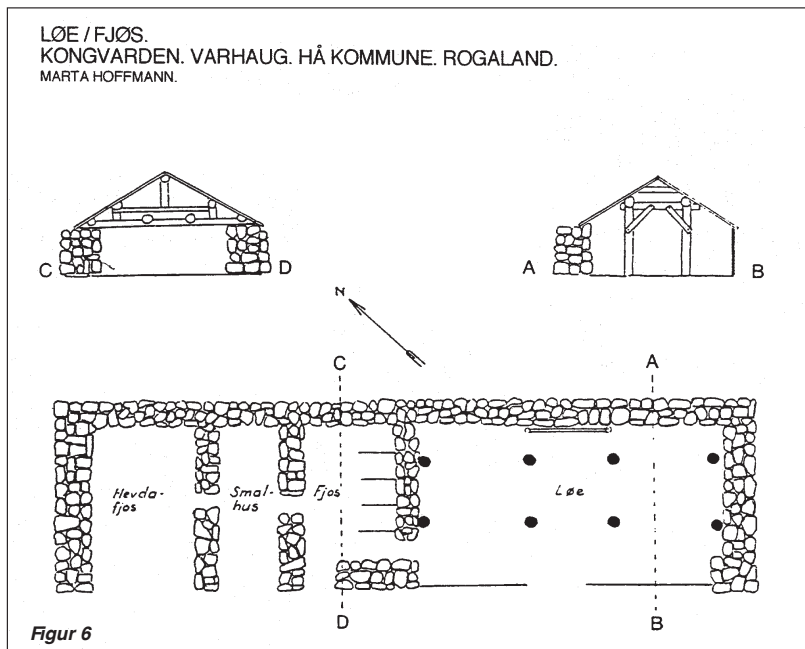 LØE / FJØS.
KONGVARDEN. VARHAUG. HÅ KOMMUNE. ROGALAND.
MARTA HOFFMANN.
C
D
A
B
N
C
A
Hevda-
fjos
Smal-
hus
Fjos
Løe
D
B
Figur 6